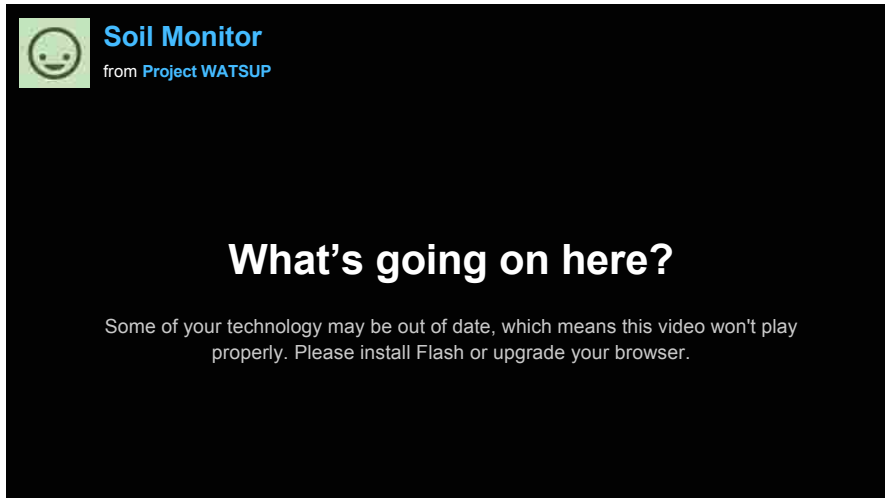 Soil Monitor
from Project WATSUP
What’s going on here?
Some of your technology may be out of date, which means this video won't play
properly. Please install Flash or upgrade your browser.